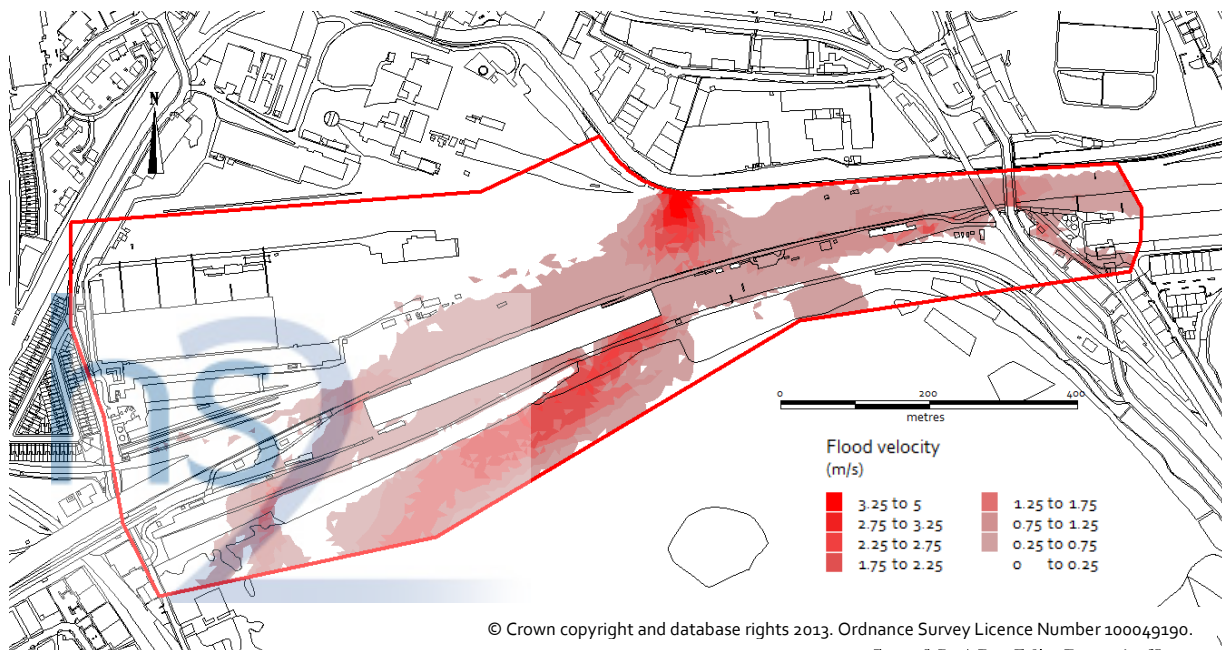 N
hs
0 200 400
metres
Flood velocity
(m/s)
3.25 to 5
2.75 to 3.25
2.25 to 2.75
1.75 to 2.25
1.25 to 1.75
0.75 to 1.25
0.25 to 0.75
0 to 0.25
© Crown copyright and database rights 2013. Ordnance Survey Licence Number 100049190.